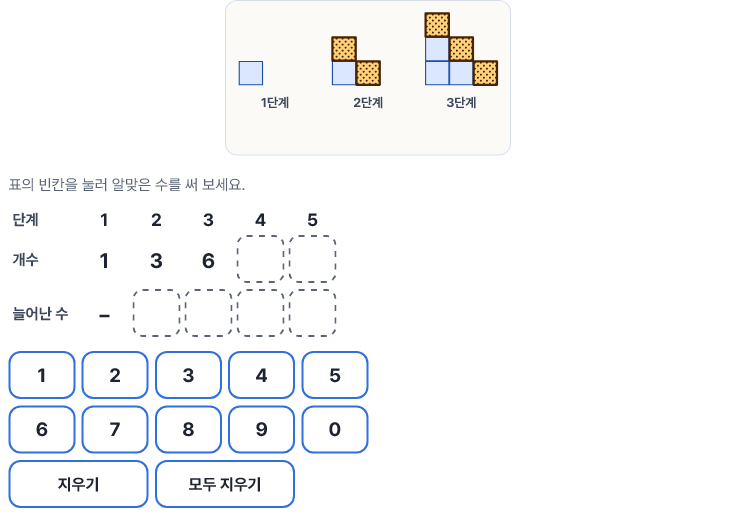 1단계 2단계 3단계
표의 빈칸을 눌러 알맞은 수를 써 보세요.
단계 1 2 3 4 5
개수 1 3 6
늘어난 수 –
1 2 3 4 5
6 7 8 9 0
지우기 모두 지우기